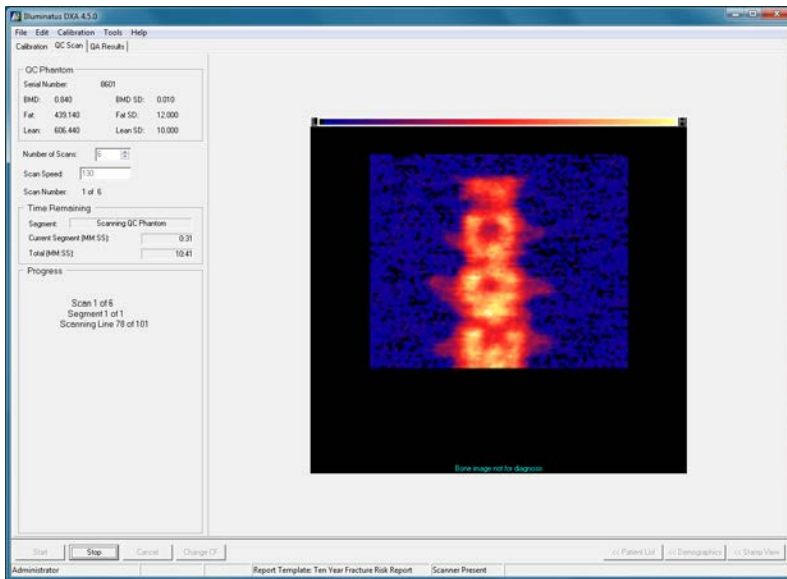 Illuminatus DXA 4.5.0
File Edit Calibration Tools Help
Calibration QC Scan QA Results
QC Phantom
Serial Number: 8601
BMD: 0.840 BMD SD: 0.010
Fat: 439.140 Fat SD: 12.000
Lean: 606.440 Lean SD: 10.000
Number of Scans: 6
Scan Speed: 130
Scan Number: 1 of 6
Time Remaining
Segment: Scanning QC Phantom
Current Segment (MM:SS): 0:31
Total (MM:SS): 10:41
Progress
Scan 1 of 6
Segment 1 of 1
Scanning Line 78 of 101
Bone image not for diagnosis
Start Stop Cancel Change CF << Patient List << Demographics << Stamp View
Administrator Report Template: Ten Year Fracture Risk Report Scanner Present